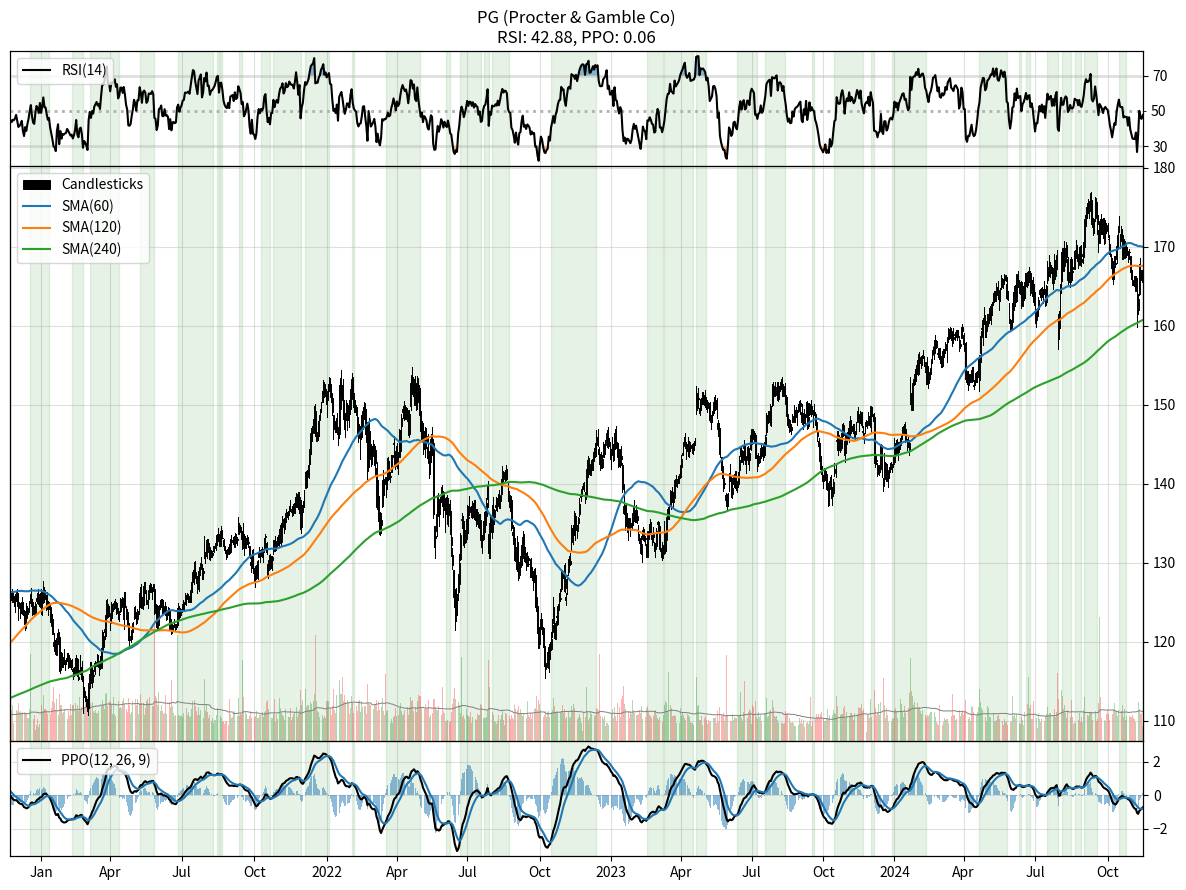 PG (Procter & Gamble Co)
RSI: 42.88, PPO: 0.06
RSI(14)
70
50
30
180
Candlesticks
SMA(60)
SMA(120)
SMA(240)
170
160
150
140
130
120
110
PPO(12, 26, 9)
2
0
−2
Jan Apr Jul Oct 2022 Apr Jul Oct 2023 Apr Jul Oct 2024 Apr Jul Oct